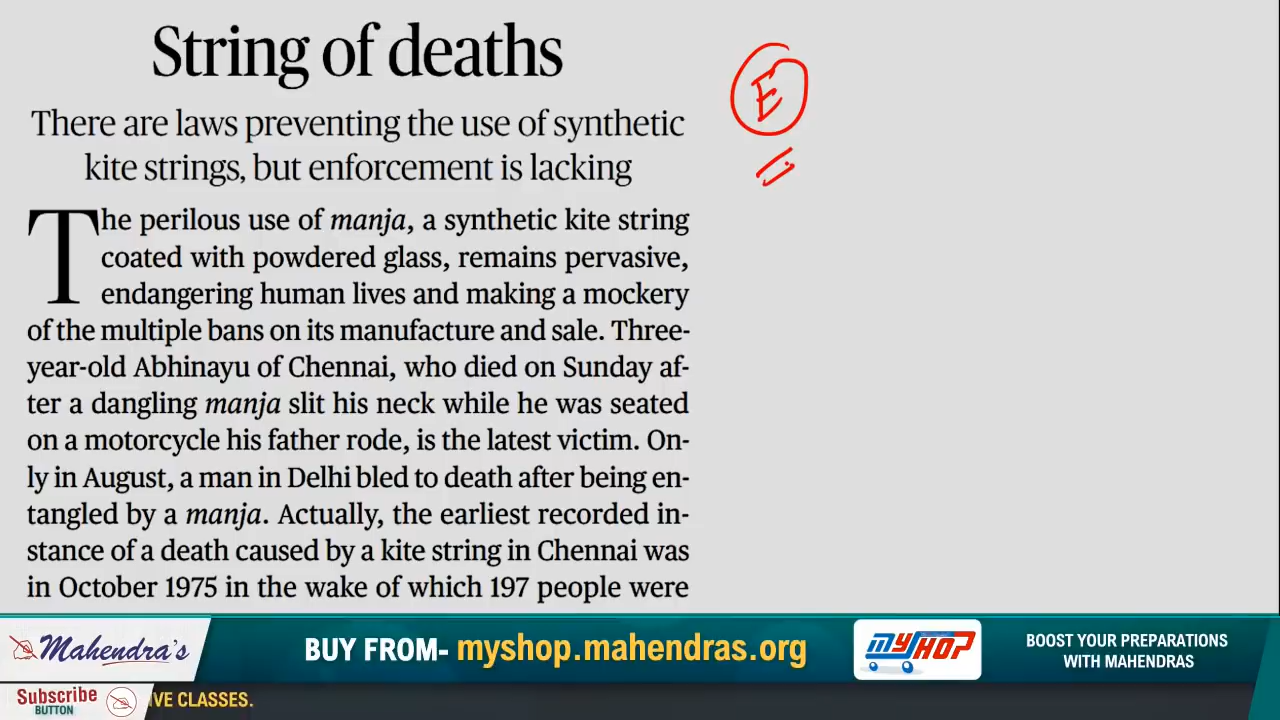 String of deaths
E
There are laws preventing the use of synthetic
kite strings, but enforcement is lacking
The perilous use of manja, a synthetic kite string
coated with powdered glass, remains pervasive,
endangering human lives and making a mockery
of the multiple bans on its manufacture and sale. Three-
year-old Abhinayu of Chennai, who died on Sunday af-
ter a dangling manja slit his neck while he was seated
on a motorcycle his father rode, is the latest victim. On-
ly in August, a man in Delhi bled to death after being en-
tangled by a manja. Actually, the earliest recorded in-
stance of a death caused by a kite string in Chennai was
in October 1975 in the wake of which 197 people were
Mahendra's
BUY FROM- myshop.mahendras.org
MY SHOP
BOOST YOUR PREPARATIONS
WITH MAHENDRAS
Subscribe
BUTTON
IVE CLASSES.